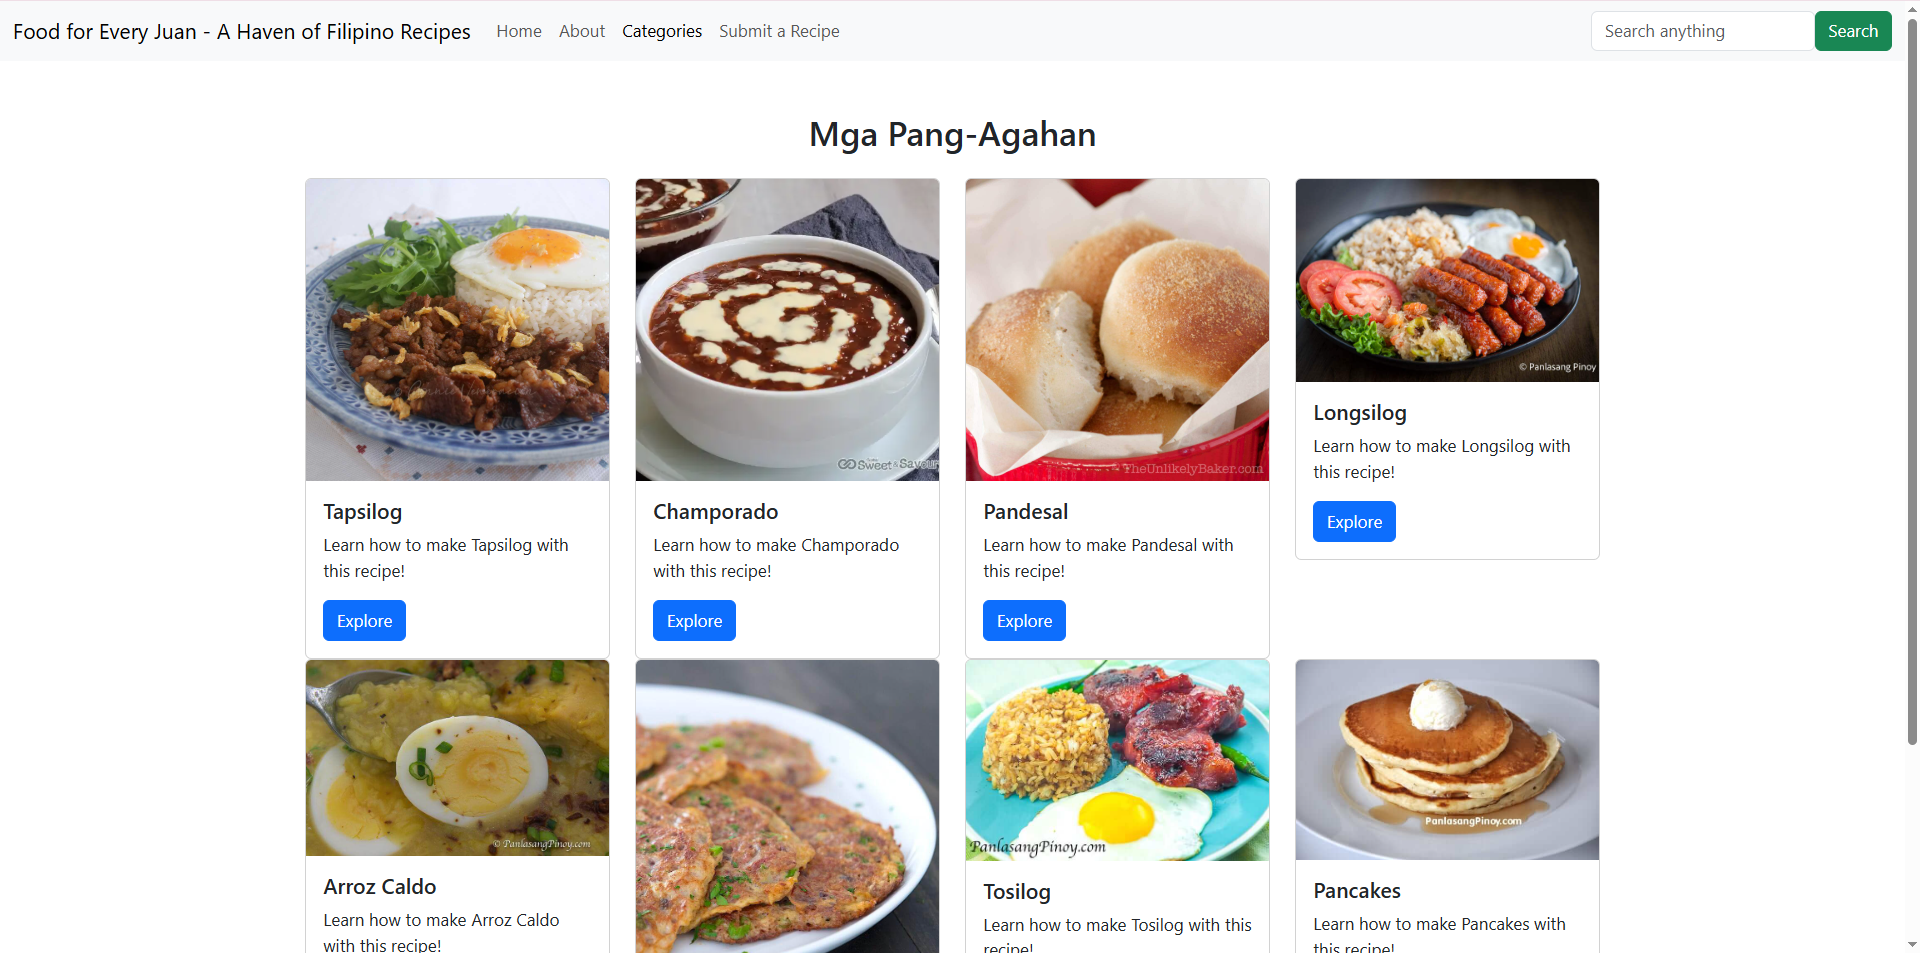 Food for Every Juan - A Haven of Filipino Recipes
Home
About
Categories
Submit a Recipe
Search anything
Search
Mga Pang-Agahan
Tapsilog
Learn how to make Tapsilog with
this recipe!
Explore
Sweet & Savory
Champorado
Learn how to make Champorado
with this recipe!
Explore
TheUnlikelyBaker.com
Pandesal
Learn how to make Pandesal with
this recipe!
Explore
© Panlasang Pinoy
Longsilog
Learn how to make Longsilog with
this recipe!
Explore
© PanlasangPinoy.com
Arroz Caldo
Learn how to make Arroz Caldo
with this recipe!
PanlasangPinoy.com
Tosilog
Learn how to make Tosilog with this
recipe!
PanlasangPinoy.com
Pancakes
Learn how to make Pancakes with
this recipe!